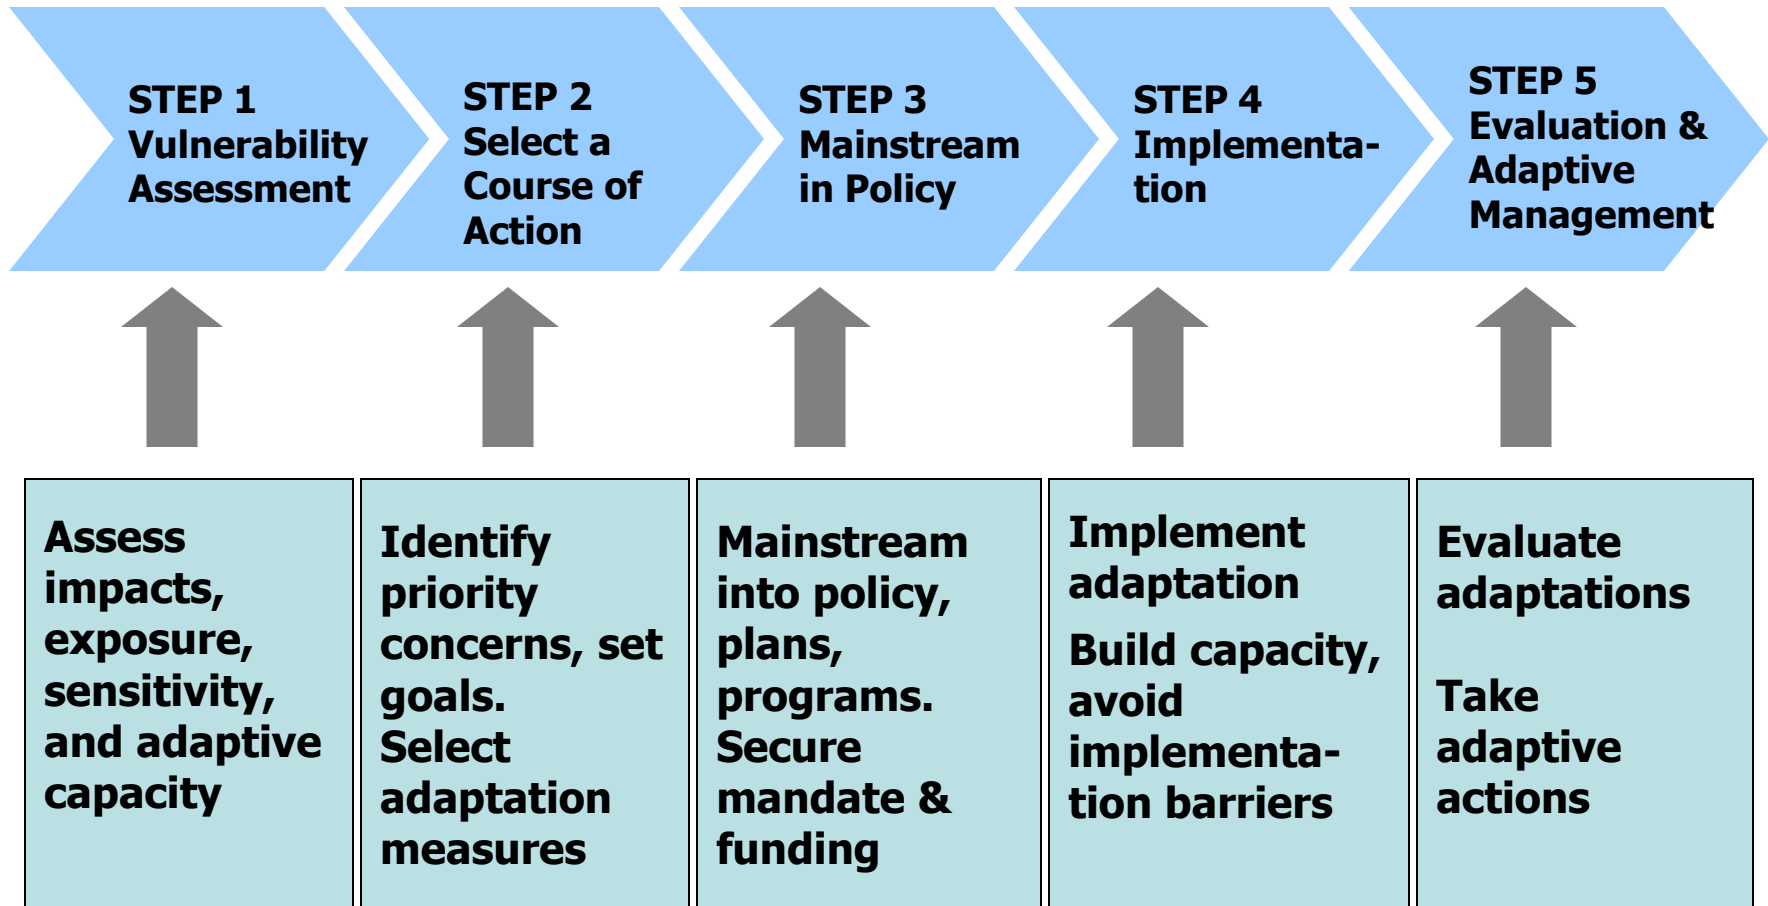 STEP 1
Vulnerability
Assessment
STEP 2
Select a
Course of
Action
STEP 3
Mainstream
in Policy
STEP 4
Implementa-
tion
STEP 5
Evaluation &
Adaptive
Management
Assess
impacts,
exposure,
sensitivity,
and adaptive
capacity
Identify
priority
concerns, set
goals.
Select
adaptation
measures
Mainstream
into policy,
plans,
programs.
Secure
mandate &
funding
Implement
adaptation
Build capacity,
avoid
implementa-
tion barriers
Evaluate
adaptations
Take
adaptive
actions